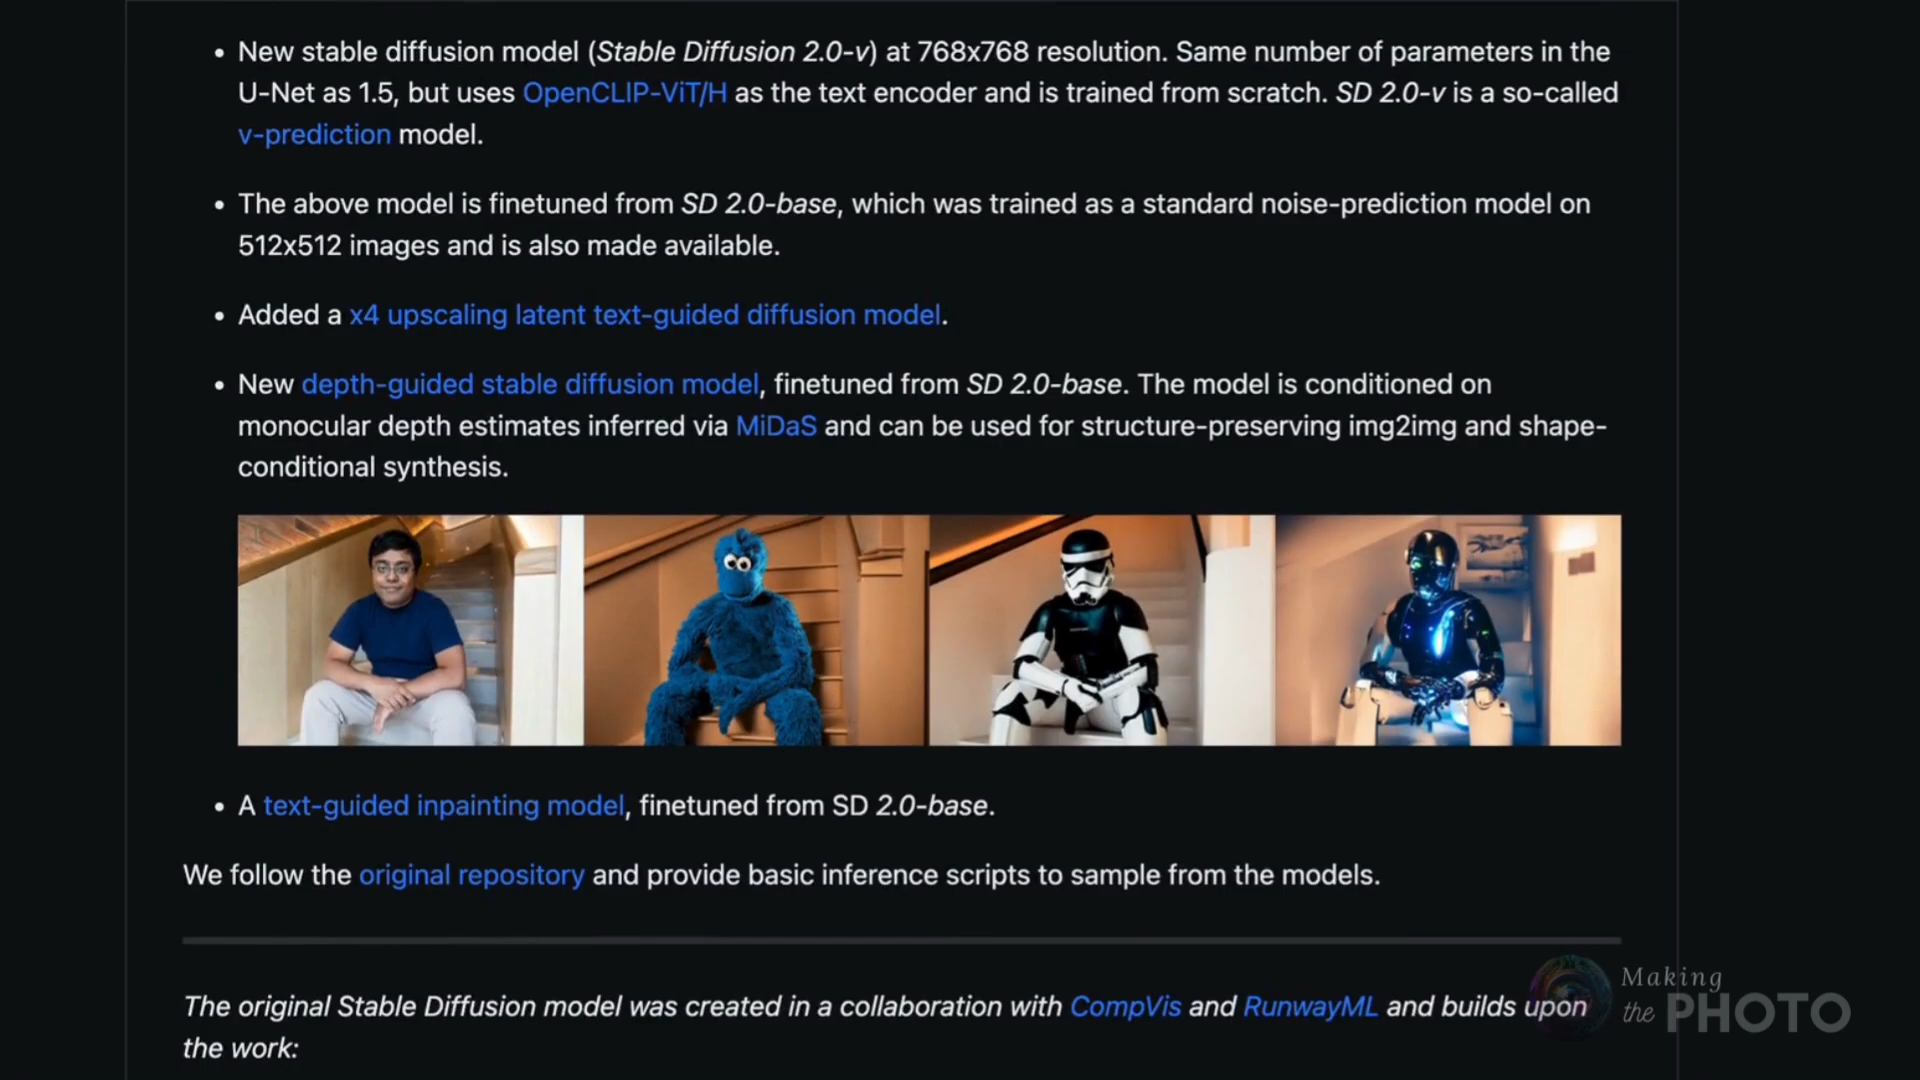 • New stable diffusion model (Stable Diffusion 2.0-v) at 768x768 resolution. Same number of parameters in the
U-Net as 1.5, but uses OpenCLIP-ViT/H as the text encoder and is trained from scratch. SD 2.0-v is a so-called
v-prediction model.
• The above model is finetuned from SD 2.0-base, which was trained as a standard noise-prediction model on
512x512 images and is also made available.
• Added a x4 upscaling latent text-guided diffusion model.
• New depth-guided stable diffusion model, finetuned from SD 2.0-base. The model is conditioned on
monocular depth estimates inferred via MiDaS and can be used for structure-preserving img2img and shape-
conditional synthesis.
• A text-guided inpainting model, finetuned from SD 2.0-base.
We follow the original repository and provide basic inference scripts to sample from the models.
The original Stable Diffusion model was created in a collaboration with CompVis and RunwayML and builds upon
the work:
Making
the PHOTO